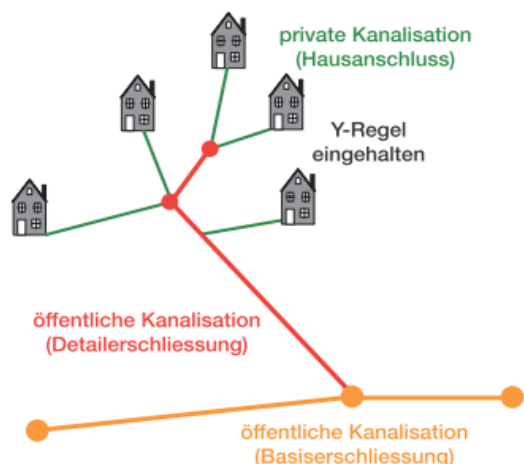 private Kanalisation
(Hausanschluss)
Y-Regel
eingehalten
öffentliche Kanalisation
(Detailerschliessung)
öffentliche Kanalisation
(Basiserschliessung)